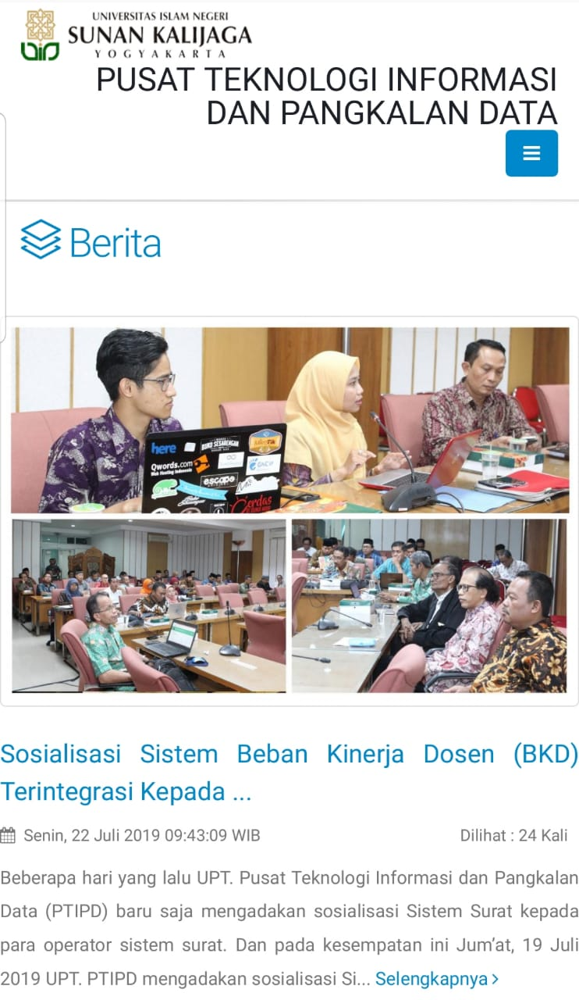 UNIVERSITAS ISLAM NEGERI
SUNAN KALIJAGA
YOGYAKARTA
PUSAT TEKNOLOGI INFORMASI
DAN PANGKALAN DATA
Berita
here
BUKU SESARENGAN
MikroTik
Qwords.com
Web Hosting Indonesia
escape
Cerdas
Sosialisasi Sistem Beban Kinerja Dosen (BKD)
Terintegrasi Kepada ...
Senin, 22 Juli 2019 09:43:09 WIB
Dilihat : 24 Kali
Beberapa hari yang lalu UPT. Pusat Teknologi Informasi dan Pangkalan
Data (PTIPD) baru saja mengadakan sosialisasi Sistem Surat kepada
para operator sistem surat. Dan pada kesempatan ini Jum’at, 19 Juli
2019 UPT. PTIPD mengadakan sosialisasi Si... Selengkapnya